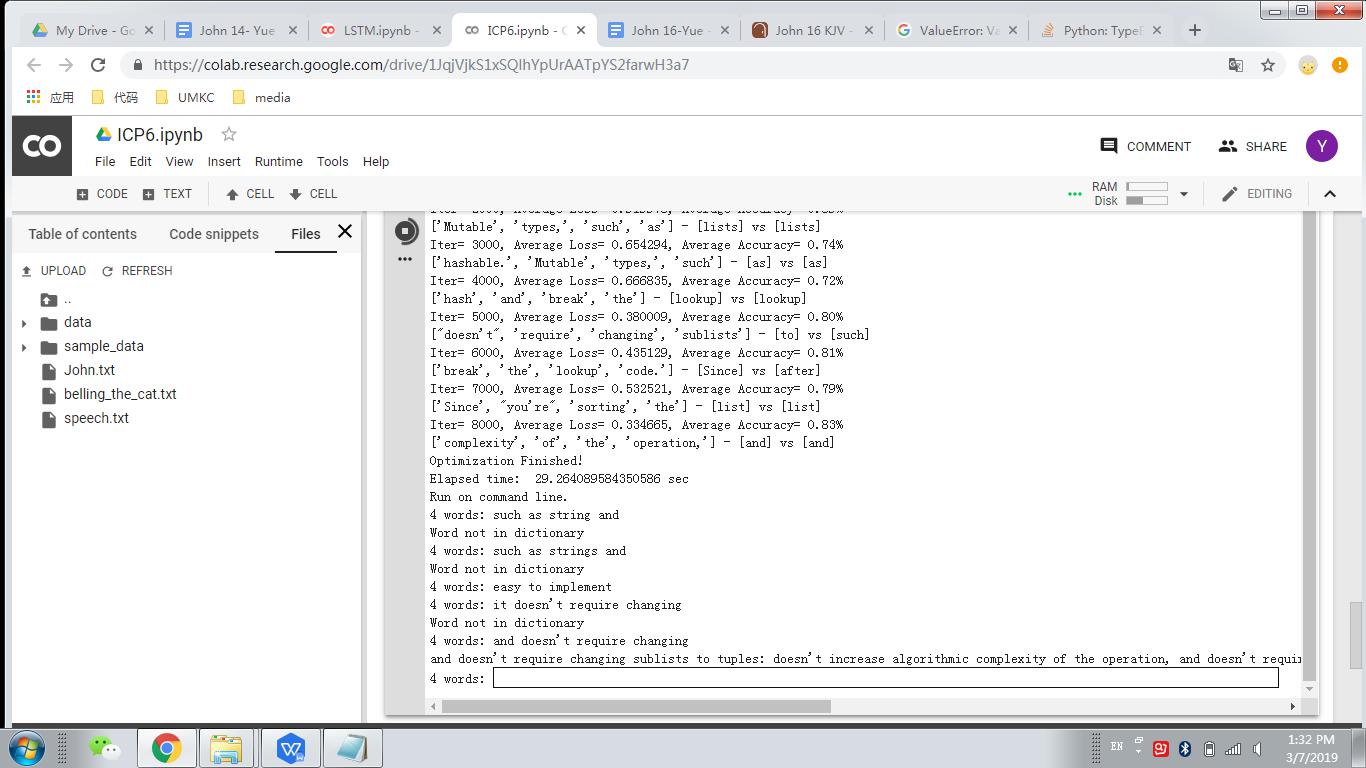 My Drive - Go
John 14- Yue
LSTM.ipynb -
ICP6.ipynb - C
John 16-Yue -
John 16 KJV -
ValueError: Va
Python: TypeE
https://colab.research.google.com/drive/1JqjVjkS1xSQIhYpUrAATpYS2farwH3a7
应用
代码
UMKC
media
CO
ICP6.ipynb
File Edit View Insert Runtime Tools Help
COMMENT
SHARE
Y
CODE
TEXT
CELL
CELL
RAM
Disk
EDITING
Table of contents
Code snippets
Files
UPLOAD
REFRESH
..
data
sample_data
John.txt
belling_the_cat.txt
speech.txt
['Mutable', 'types,', 'such', 'as'] - [lists] vs [lists]
Iter= 3000, Average Loss= 0.654294, Average Accuracy= 0.74%
['hashable.', 'Mutable', 'types,', 'such'] - [as] vs [as]
Iter= 4000, Average Loss= 0.666835, Average Accuracy= 0.72%
['hash', 'and', 'break', 'the'] - [lookup] vs [lookup]
Iter= 5000, Average Loss= 0.380009, Average Accuracy= 0.80%
["doesn't", 'require', 'changing', 'sublists'] - [to] vs [such]
Iter= 6000, Average Loss= 0.435129, Average Accuracy= 0.81%
['break', 'the', 'lookup', 'code.'] - [Since] vs [after]
Iter= 7000, Average Loss= 0.532521, Average Accuracy= 0.79%
['Since', "you're", 'sorting', 'the'] - [list] vs [list]
Iter= 8000, Average Loss= 0.334665, Average Accuracy= 0.83%
['complexity', 'of', 'the', 'operation,'] - [and] vs [and]
Optimization Finished!
Elapsed time:  29.264089584350586 sec
Run on command line.
4 words: such as string and
Word not in dictionary
4 words: such as strings and
Word not in dictionary
4 words: easy to implement
4 words: it doesn't require changing
Word not in dictionary
4 words: and doesn't require changing
and doesn't require changing sublists to tuples: doesn't increase algorithmic complexity of the operation, and doesn't requi
4 words:
EN
1:32 PM
3/7/2019